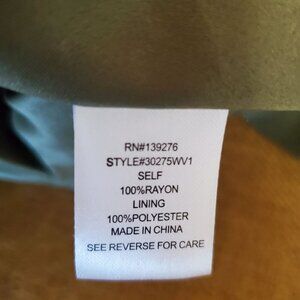 RN#139276
STYLE#30275WV1
SELF
100%RAYON
LINING
100%POLYESTER
MADE IN CHINA
SEE REVERSE FOR CARE